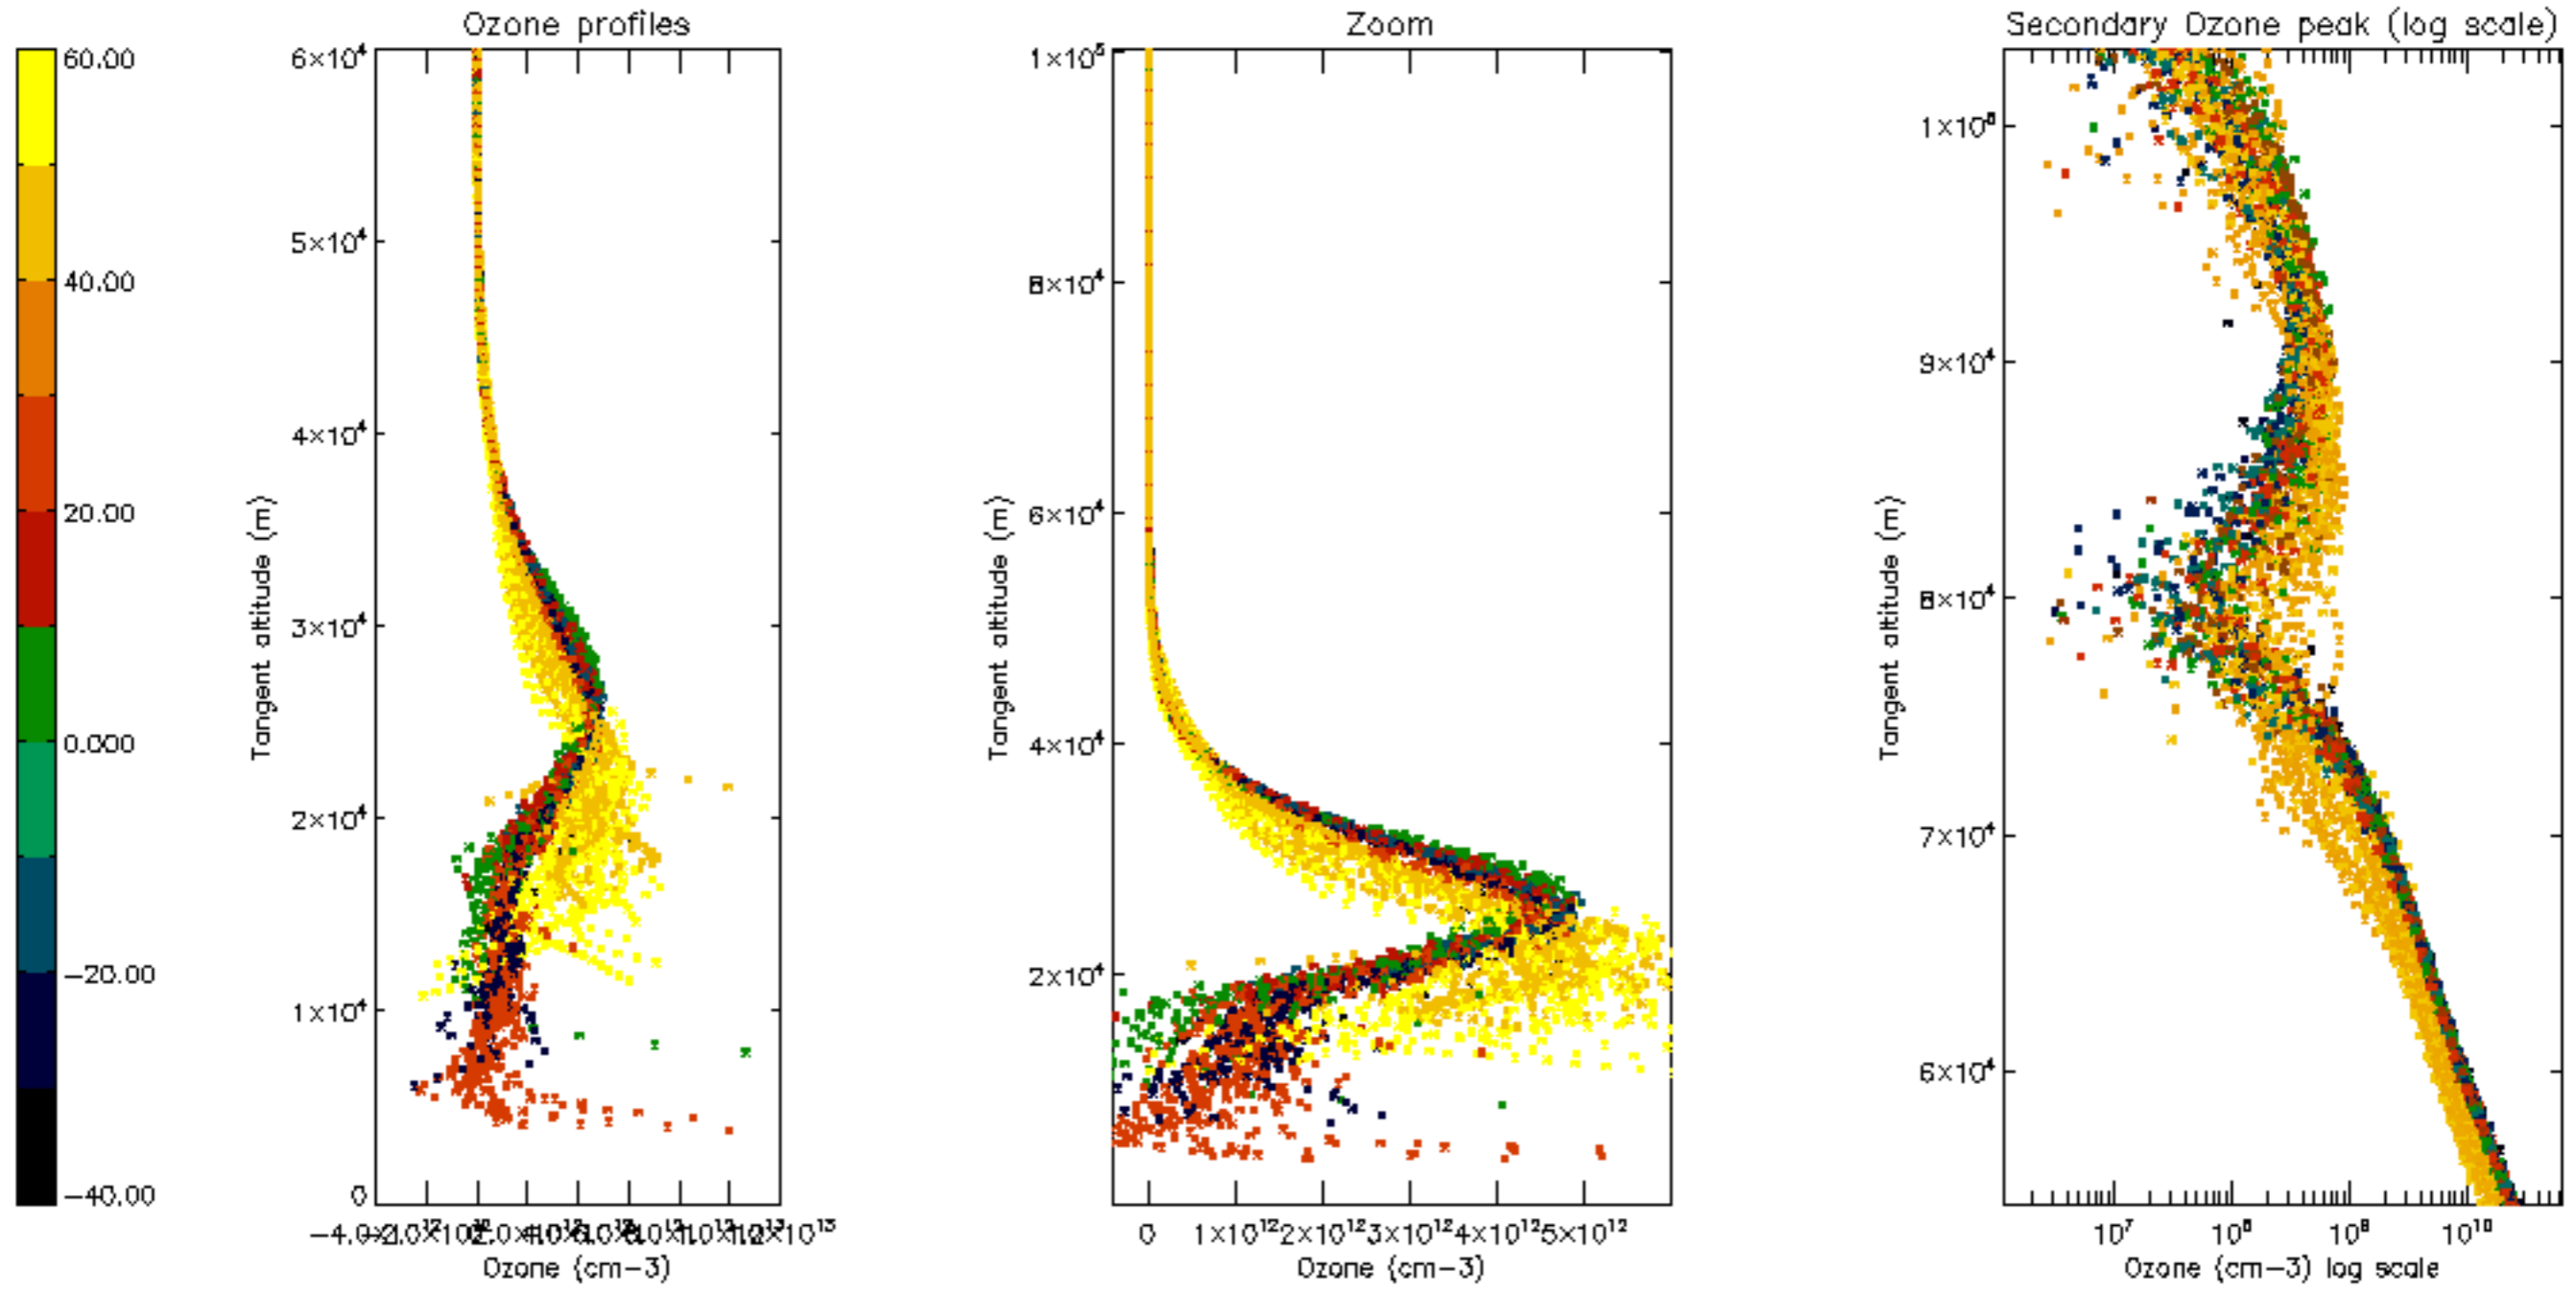 Ozone profiles
Zoom
Secondary Ozone peak (log scale)
60.00
40.00
20.00
0.000
−20.00
−40.00
6×10⁴
5×10⁴
4×10⁴
3×10⁴
2×10⁴
1×10⁴
0
Tangent altitude (m)
Ozone (cm−3)
1×10⁵
8×10⁴
6×10⁴
4×10⁴
2×10⁴
Tangent altitude (m)
0 1×10¹² 2×10¹² 3×10¹² 4×10¹² 5×10¹²
Ozone (cm−3)
9×10⁴
8×10⁴
7×10⁴
6×10⁴
Tangent altitude (m)
10⁷ 10⁹ 10¹⁰
Ozone (cm−3) log scale